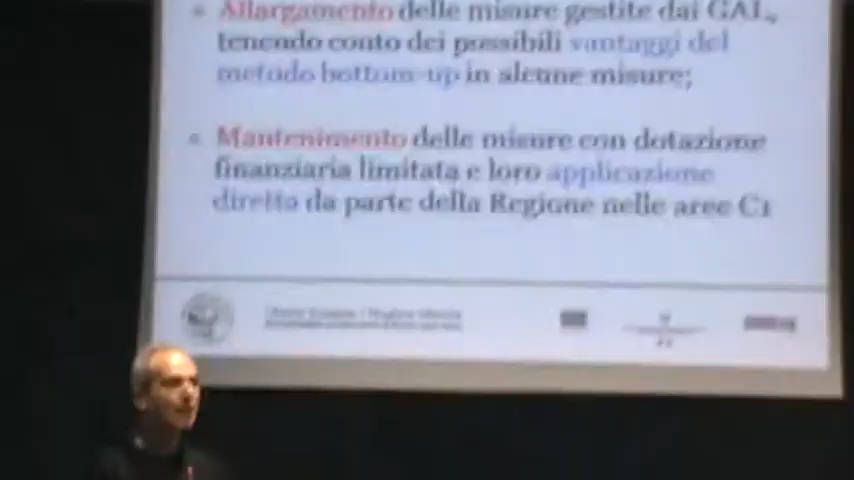 Allargamento delle misure gestite dai GAL,
tenendo conto dei possibili vantaggi del
metodo bottom-up in alcune misure;
Mantenimento delle misure con dotazione
finanziaria limitata e loro applicazione
diretta da parte della Regione nelle aree C1